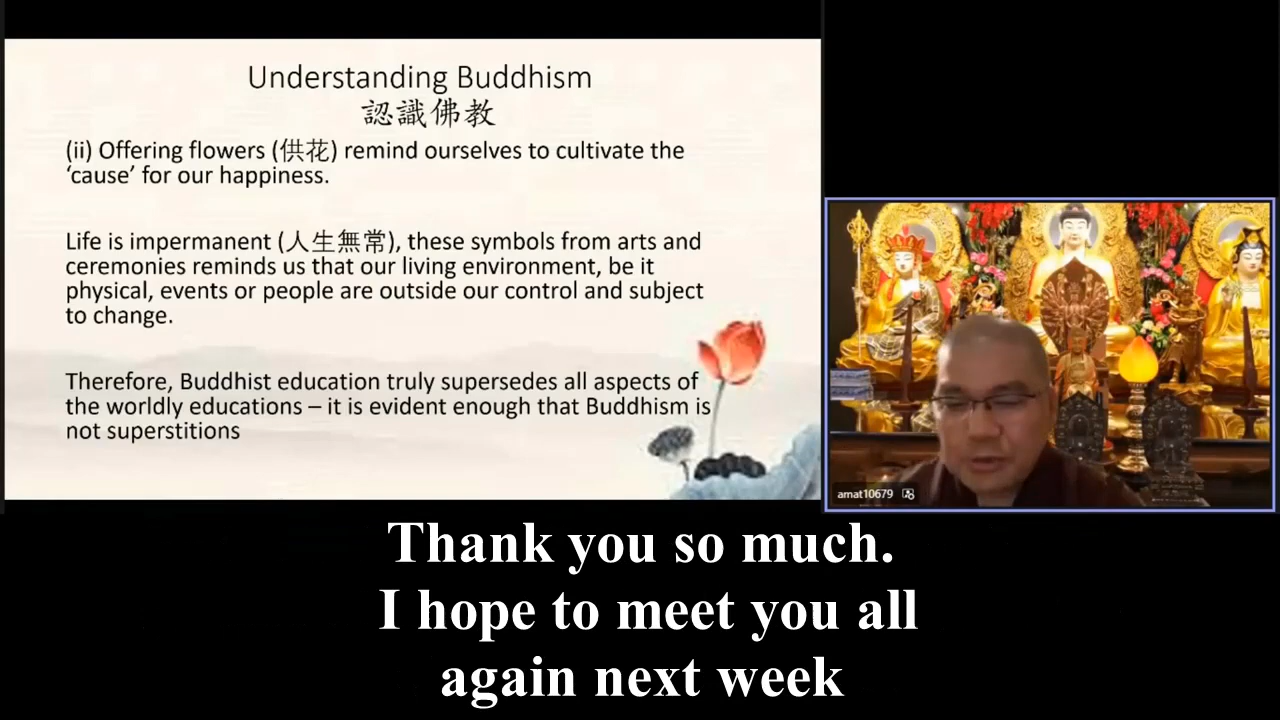 Understanding Buddhism
認識佛教
(ii) Offering flowers (供花) remind ourselves to cultivate the
‘cause’ for our happiness.
Life is impermanent (人生無常), these symbols from arts and
ceremonies reminds us that our living environment, be it
physical, events or people are outside our control and subject
to change.
Therefore, Buddhist education truly supersedes all aspects of
the worldly educations – it is evident enough that Buddhism is
not superstitions
amat10679
Thank you so much.
I hope to meet you all
again next week